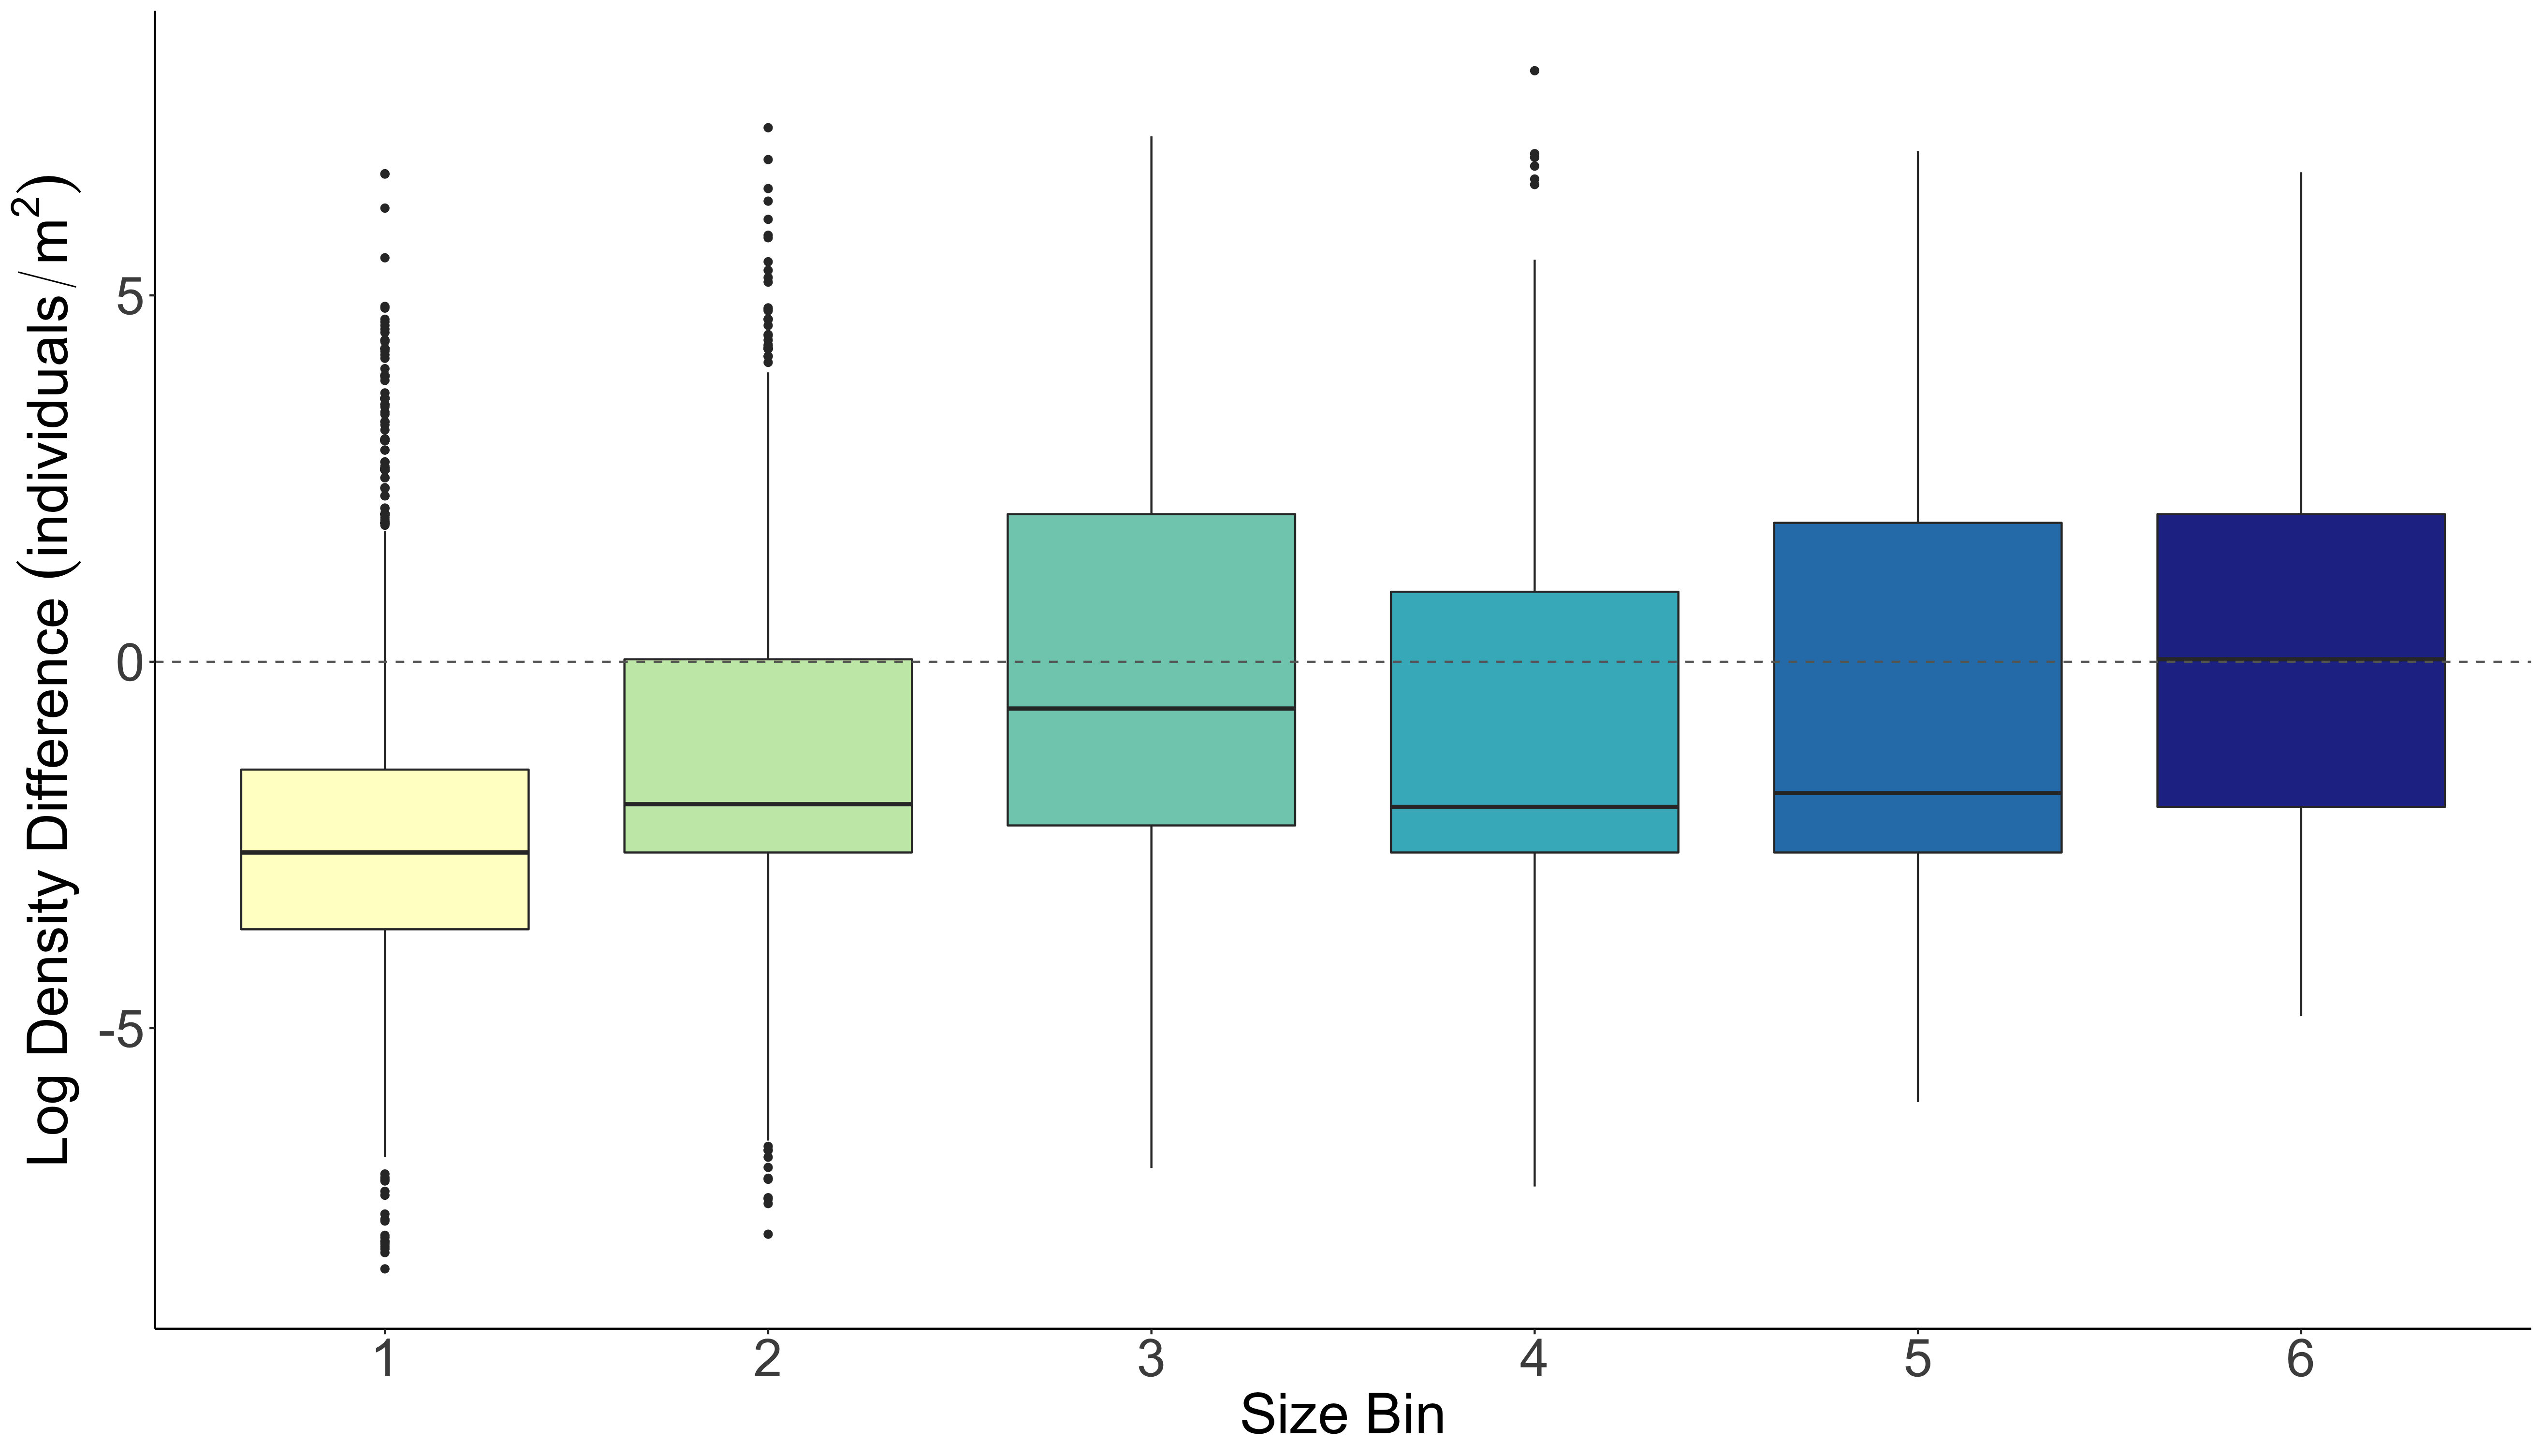 Log Density Difference (individuals/m²)
5
0
-5
1 2 3 4 5 6
Size Bin